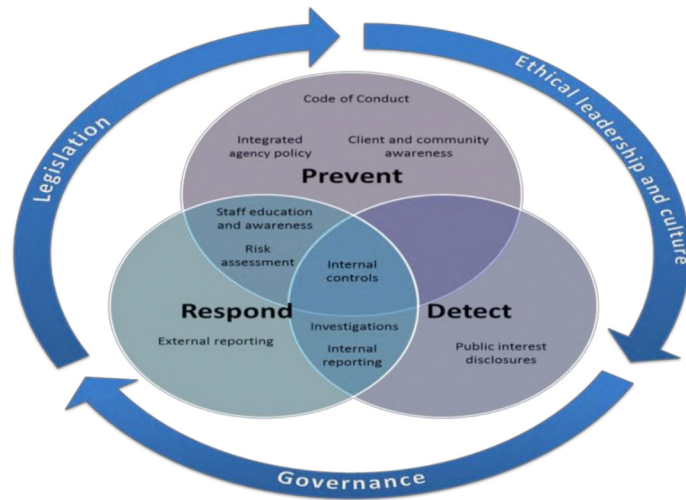 Legislation
Ethical leadership and culture
Code of Conduct
Integrated
agency policy
Client and community
awareness
Prevent
Staff education
and awareness
Risk
assessment
Internal
controls
Respond
Detect
External reporting
Investigations
Internal
reporting
Public interest
disclosures
Governance